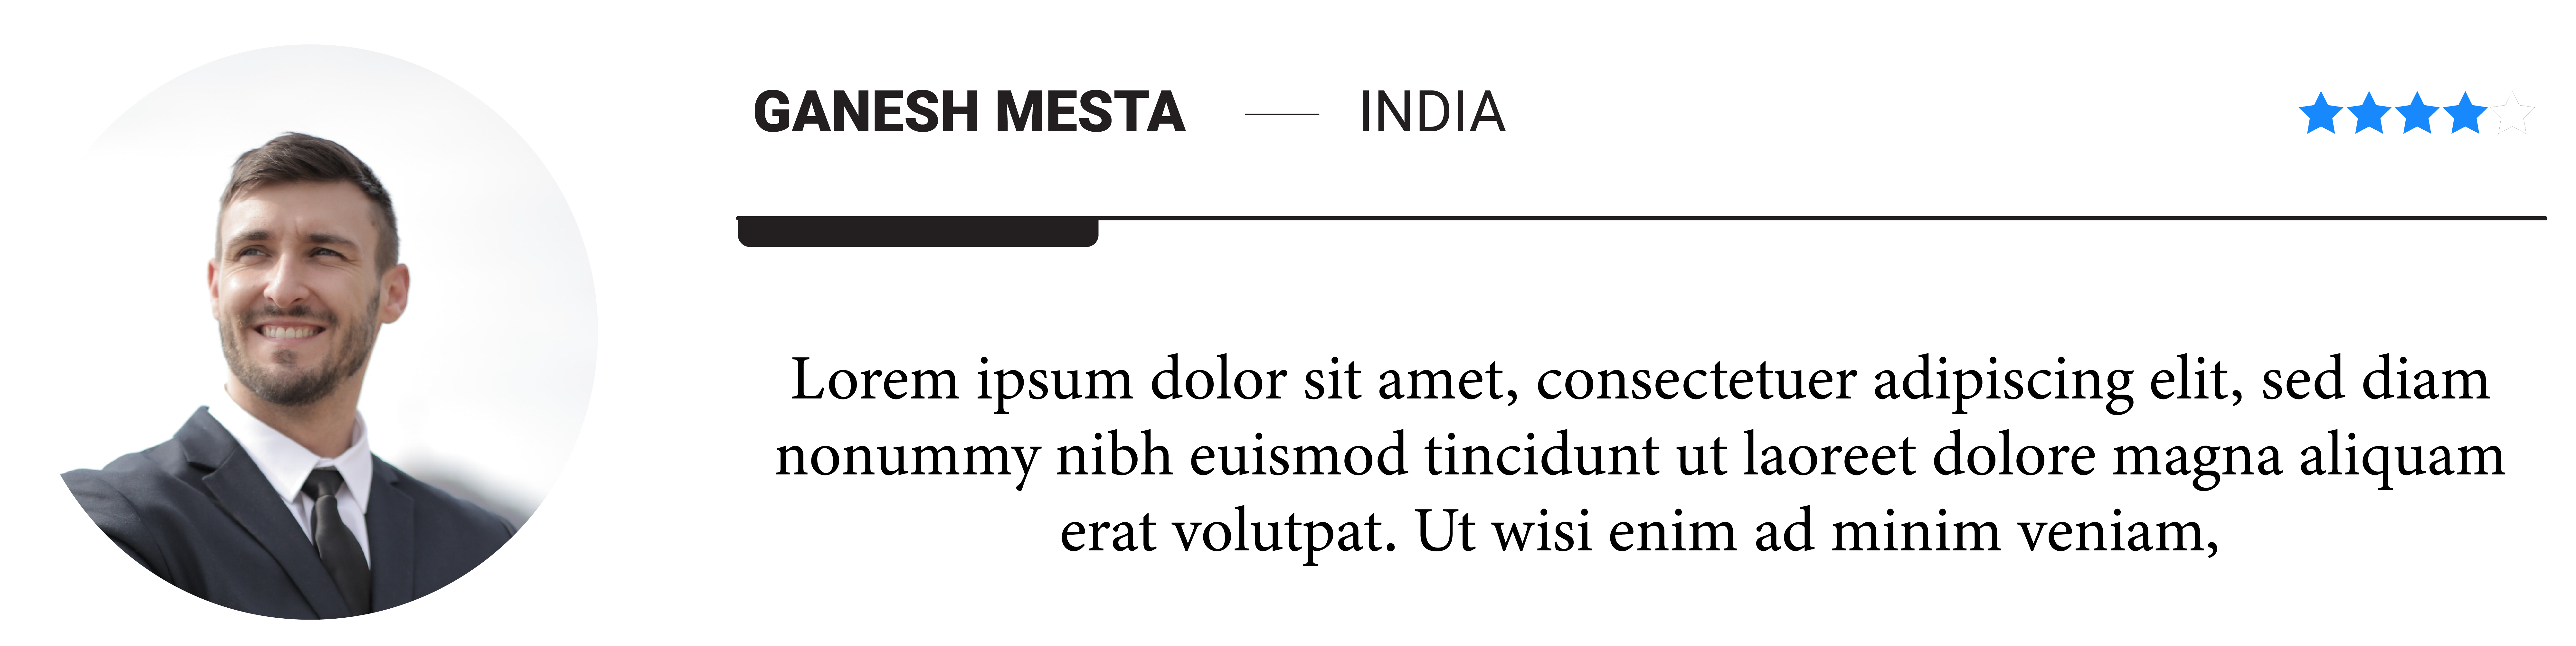 GANESH MESTA — INDIA
Lorem ipsum dolor sit amet, consectetuer adipiscing elit, sed diam
nonummy nibh euismod tincidunt ut laoreet dolore magna aliquam
erat volutpat. Ut wisi enim ad minim veniam,